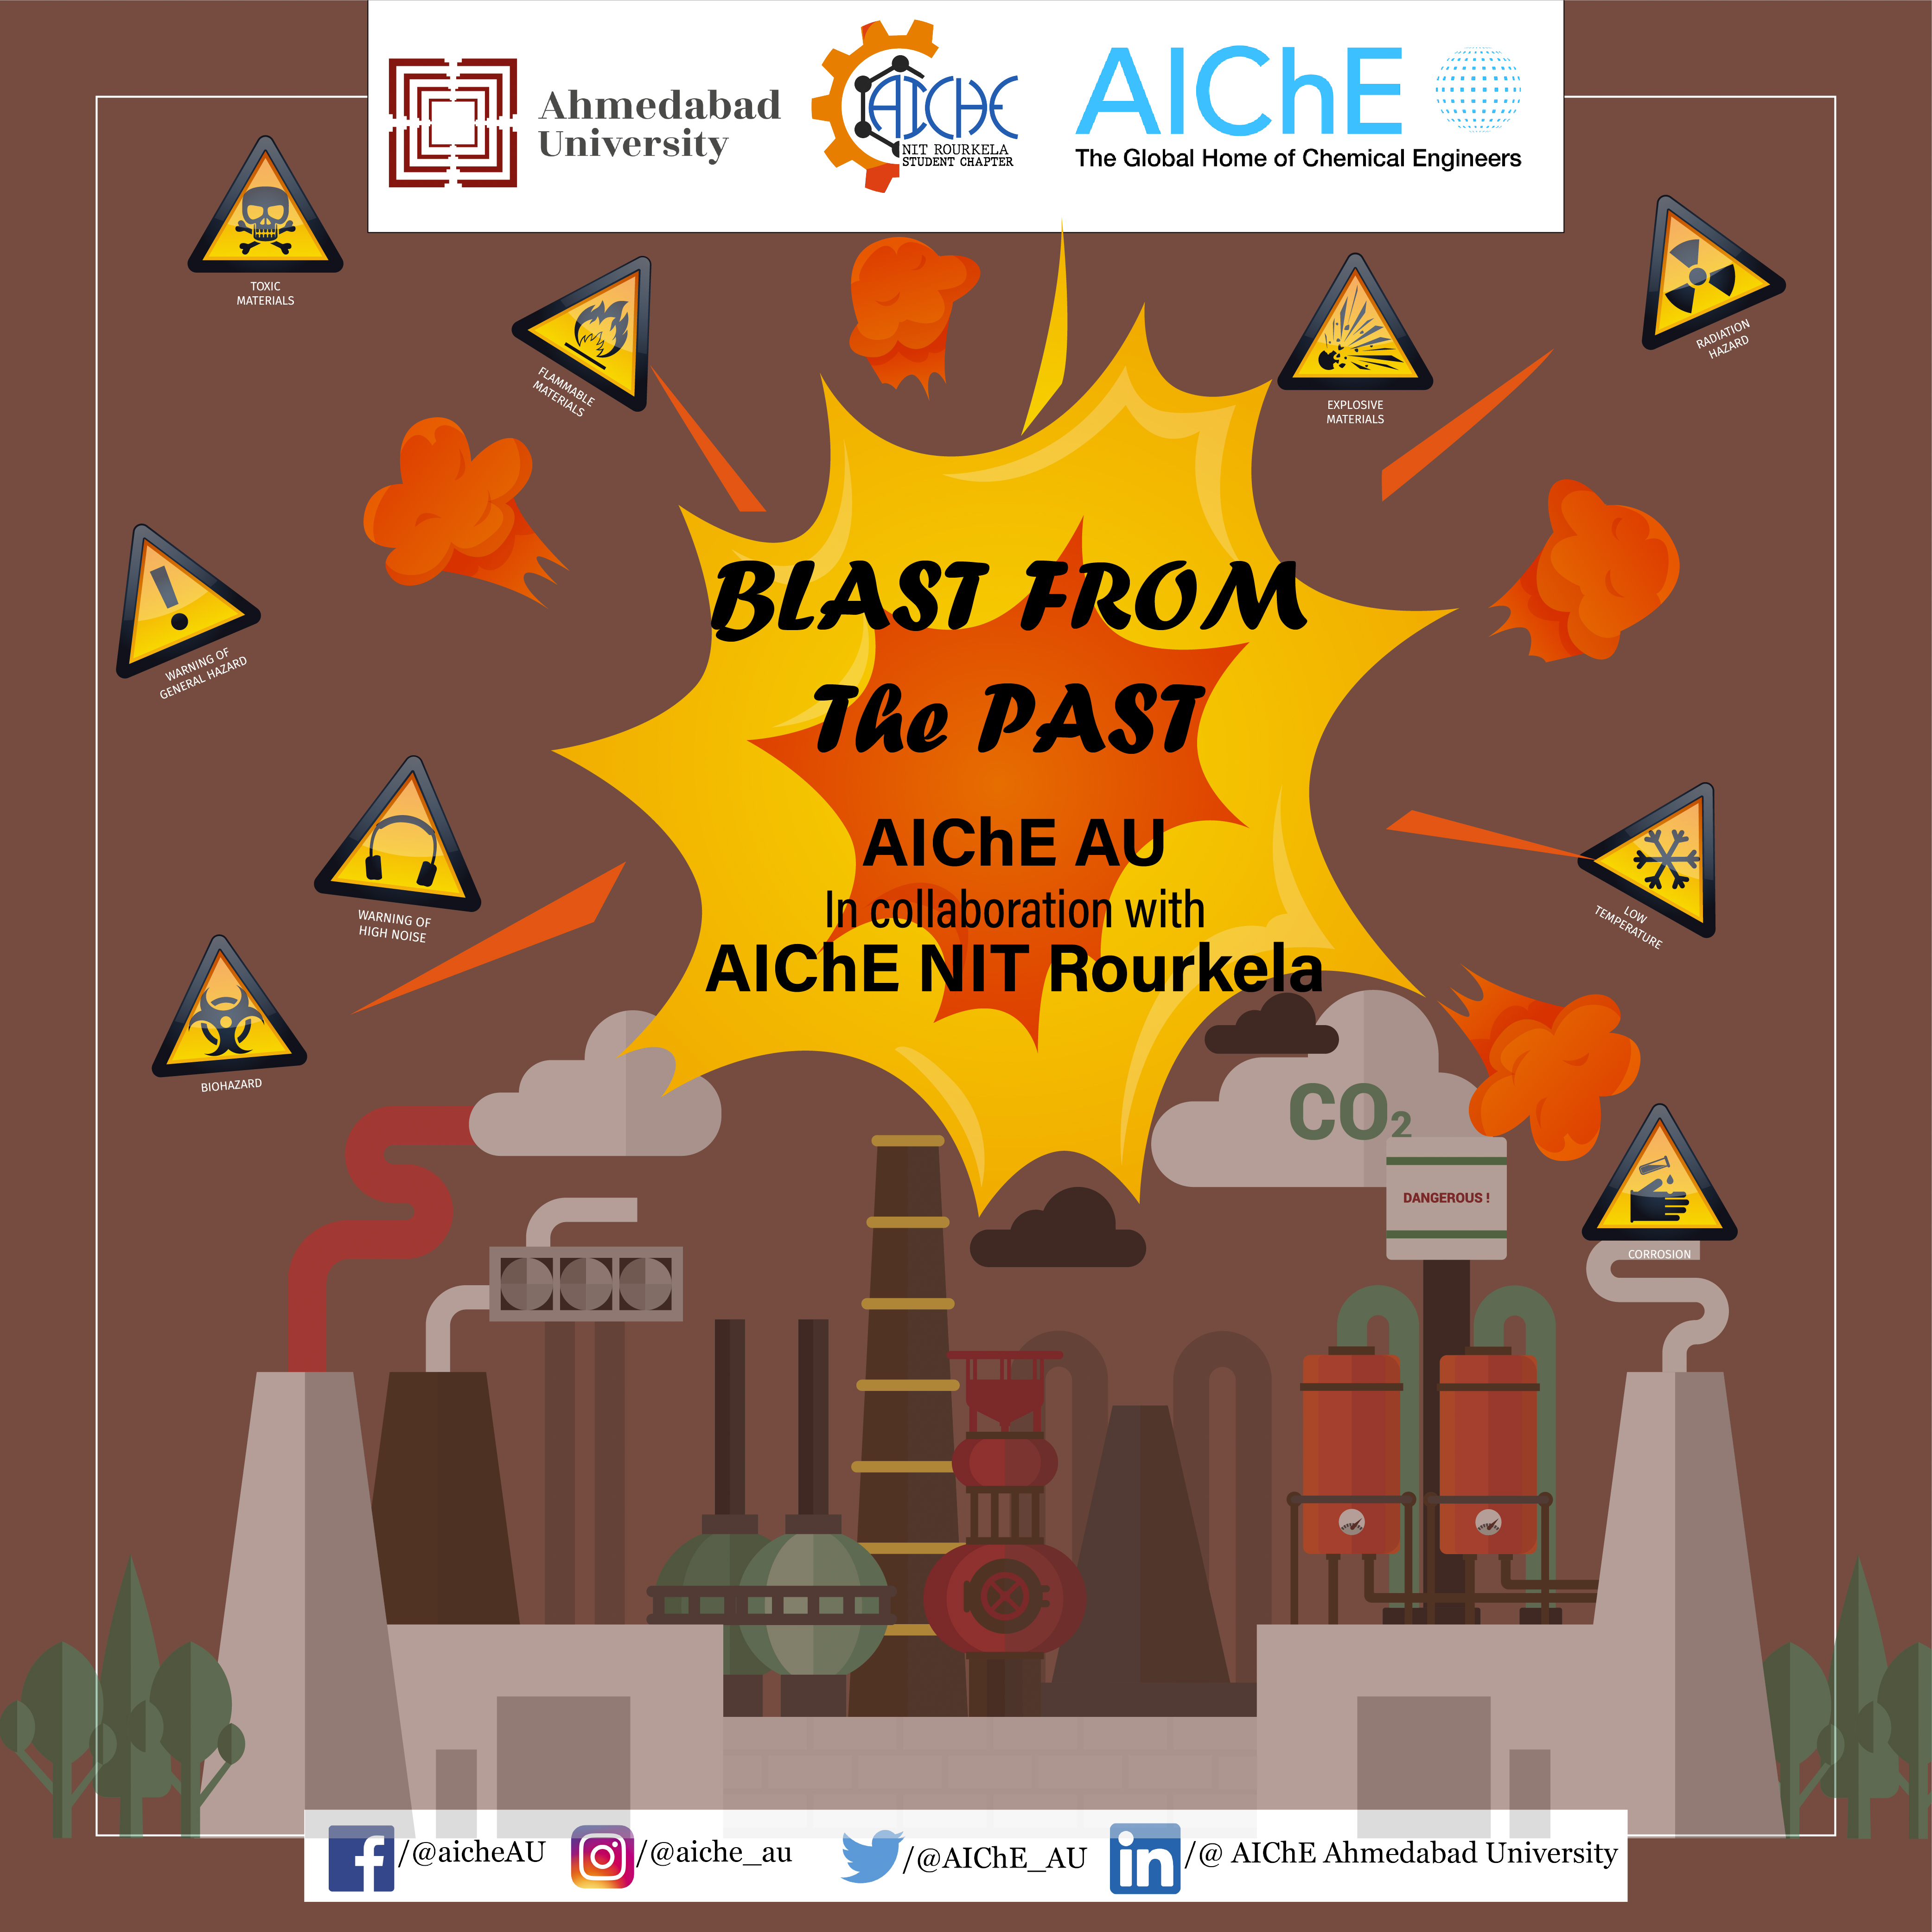 Ahmedabad
University
AICHE
NIT ROURKELA
STUDENT CHAPTER
AIChE
The Global Home of Chemical Engineers
TOXIC
MATERIALS
FLAMMABLE
MATERIALS
EXPLOSIVE
MATERIALS
RADIATION
HAZARD
WARNING OF
GENERAL HAZARD
BLAST FROM
The PAST
AIChE AU
In collaboration with
AIChE NIT Rourkela
WARNING OF
HIGH NOISE
LOW
TEMPERATURE
BIOHAZARD
CO₂
DANGEROUS !
CORROSION
/@aicheAU
/@aiche_au
/@AIChE_AU
in
/@ AIChE Ahmedabad University